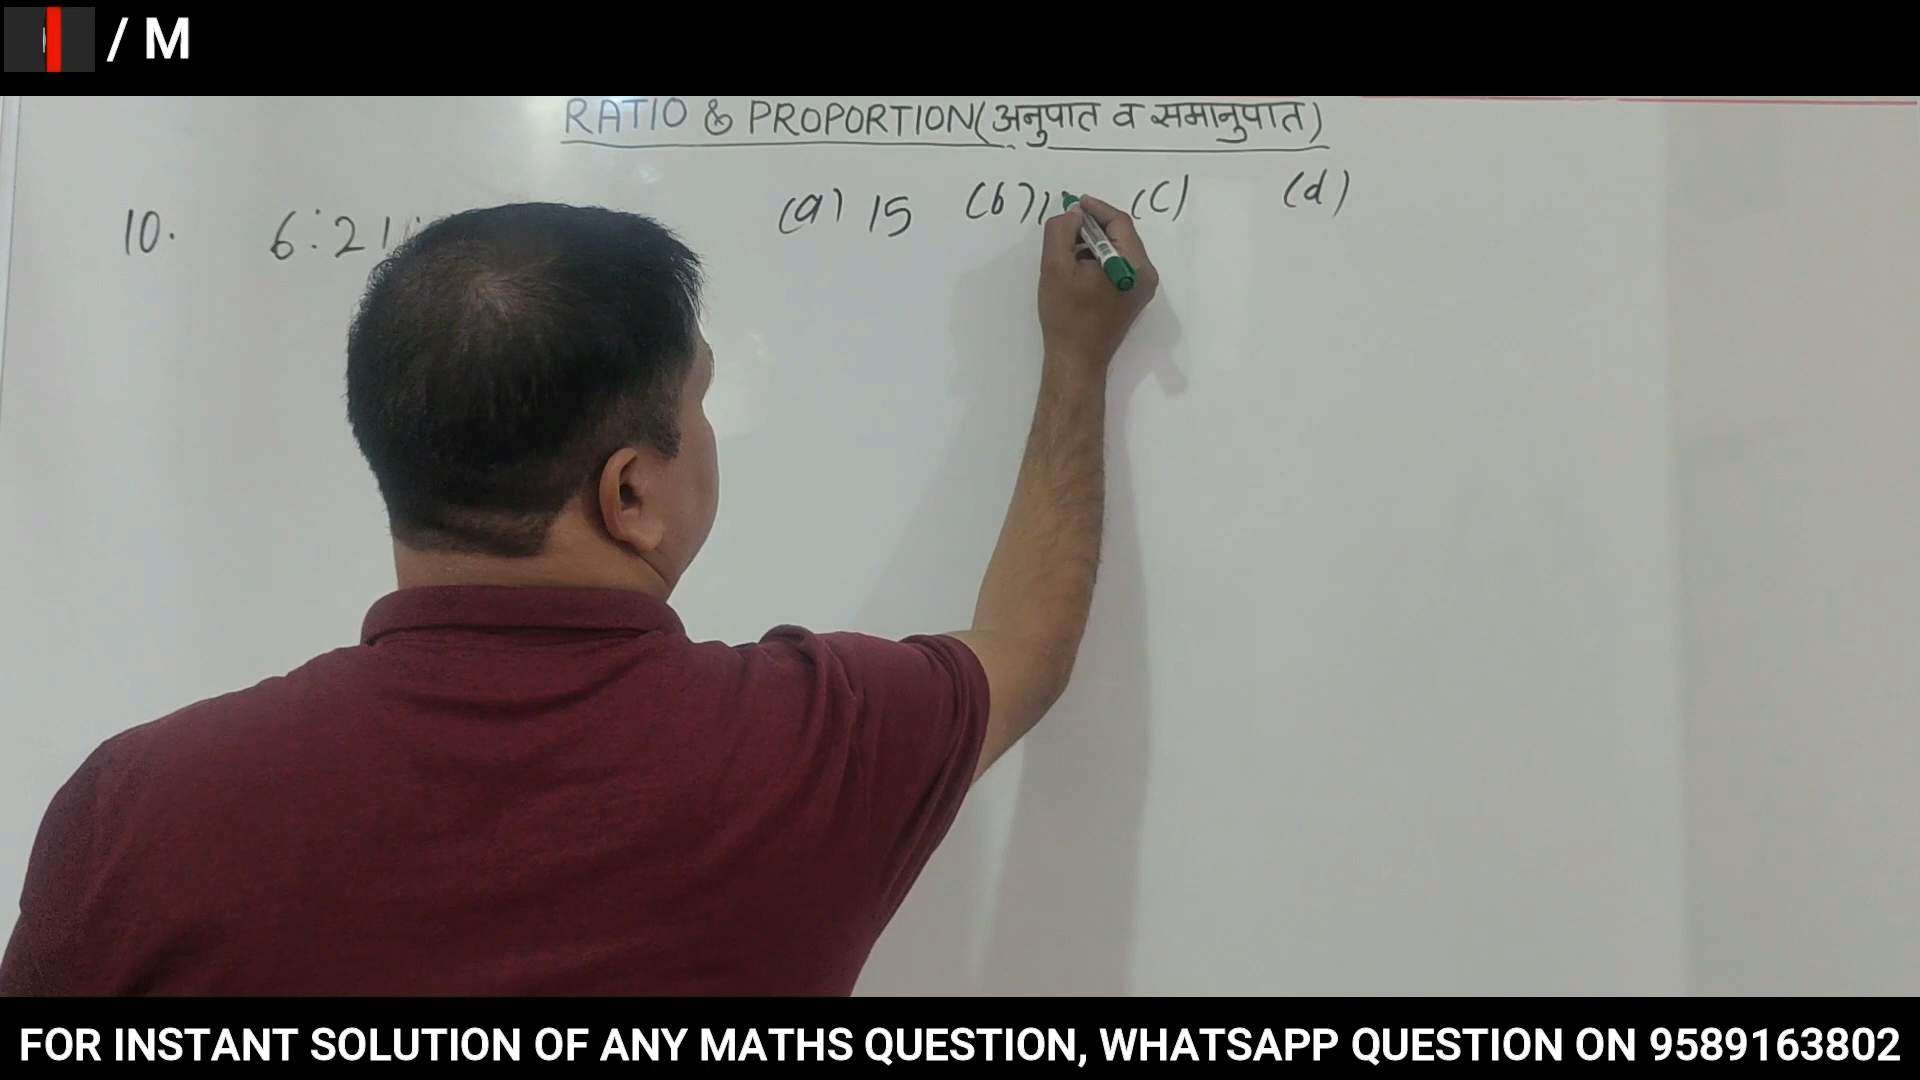 / M
RATIO & PROPORTION(अनुपात व समानुपात)
10. 6:21 (a) 15 (b) (c) (d)
FOR INSTANT SOLUTION OF ANY MATHS QUESTION, WHATSAPP QUESTION ON 9589163802